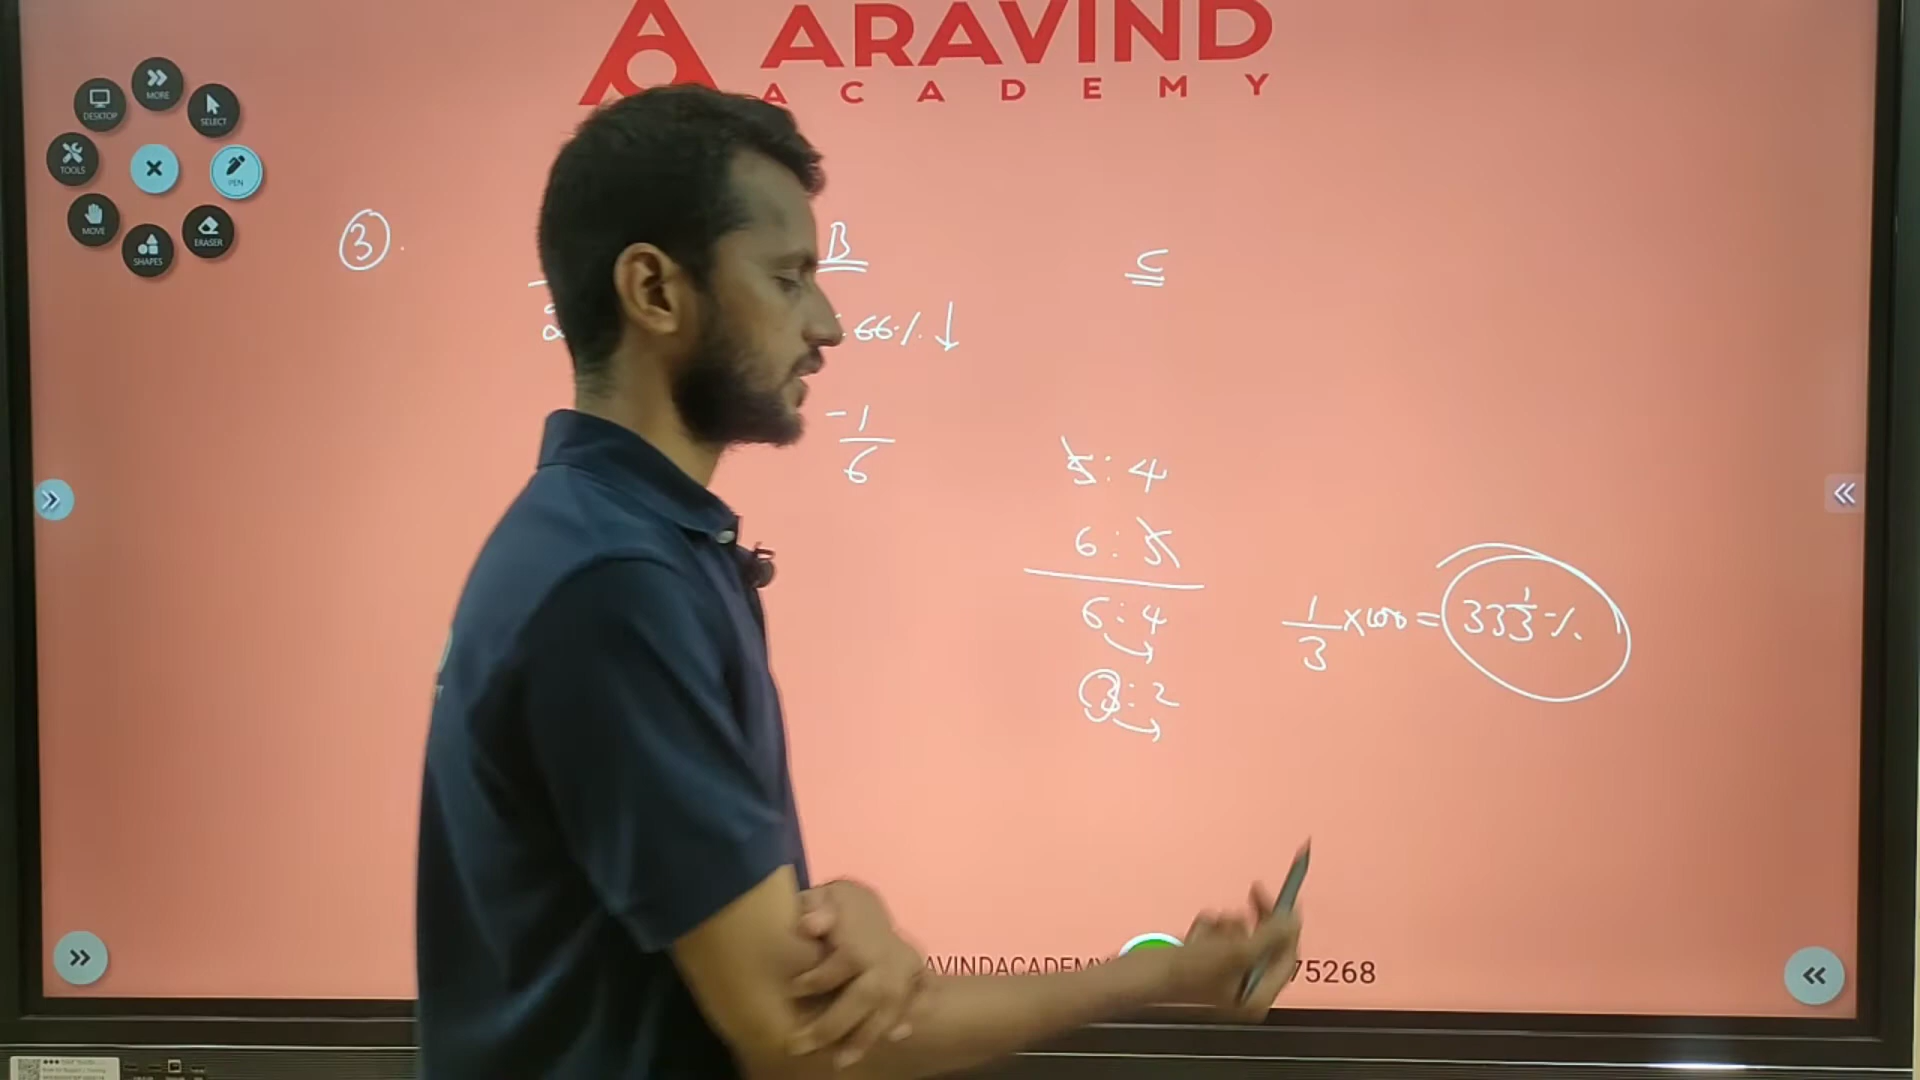 ARAVIND
ACADEMY
MORE
DESKTOP
SELECT
TOOLS
PEN
MOVE
ERASER
SHAPES
3 .
B
C
.66% ↓
-1/6
5 : 4
6 : 5
6 : 4
3 : 2
1/3 × 100 = 33 1/3 %
AVINDACADEMY
75268